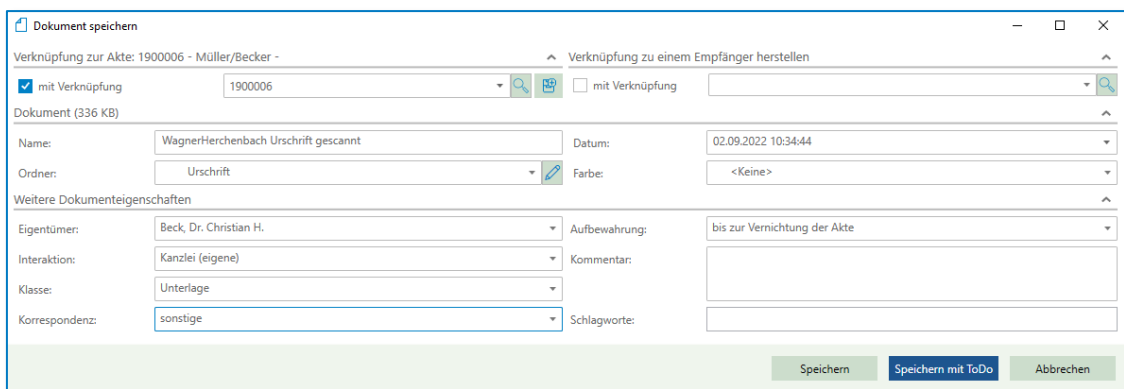 Dokument speichern
Verknüpfung zur Akte: 1900006 - Müller/Becker -
Verknüpfung zu einem Empfänger herstellen
mit Verknüpfung 1900006
mit Verknüpfung
Dokument (336 KB)
Name: WagnerHerchenbach Urschrift gescannt
Datum: 02.09.2022 10:34:44
Ordner: Urschrift
Farbe: <Keine>
Weitere Dokumenteigenschaften
Eigentümer: Beck, Dr. Christian H.
Aufbewahrung: bis zur Vernichtung der Akte
Interaktion: Kanzlei (eigene)
Kommentar:
Klasse: Unterlage
Korrespondenz: sonstige
Schlagworte:
Speichern Speichern mit ToDo Abbrechen